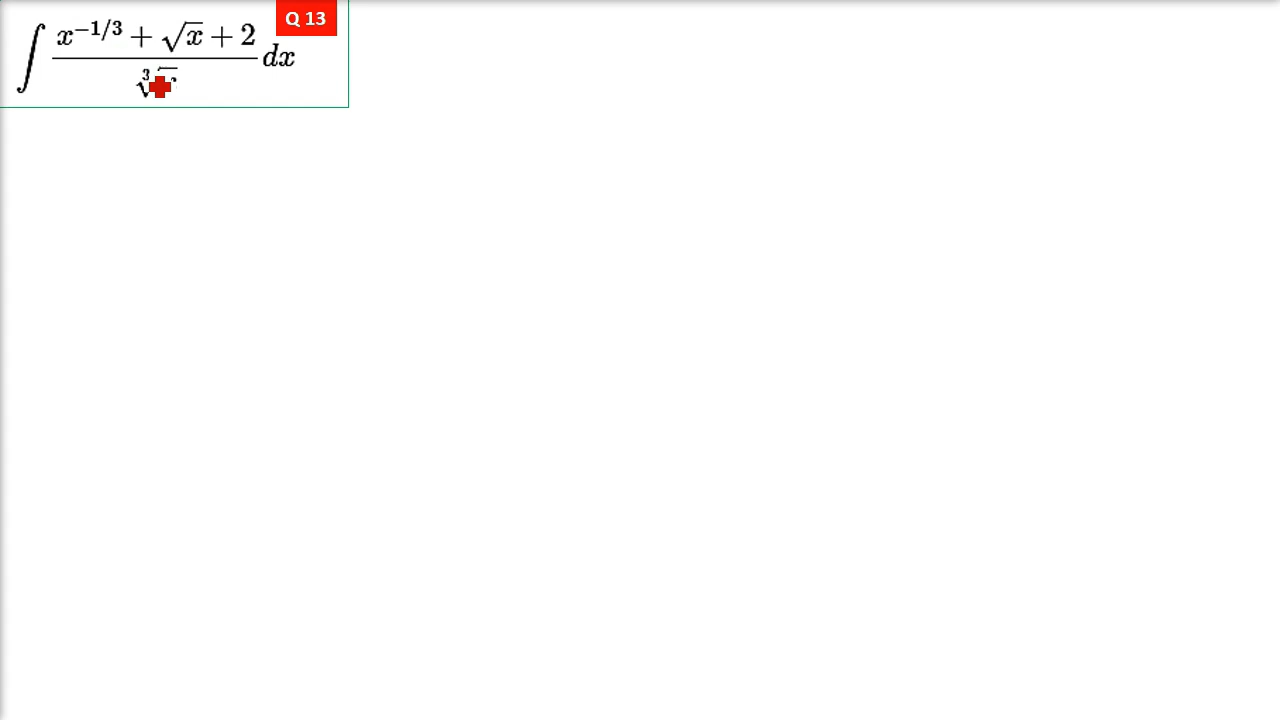 Q 13
∫ (x^{-1/3} + √x + 2) / ∛ dx